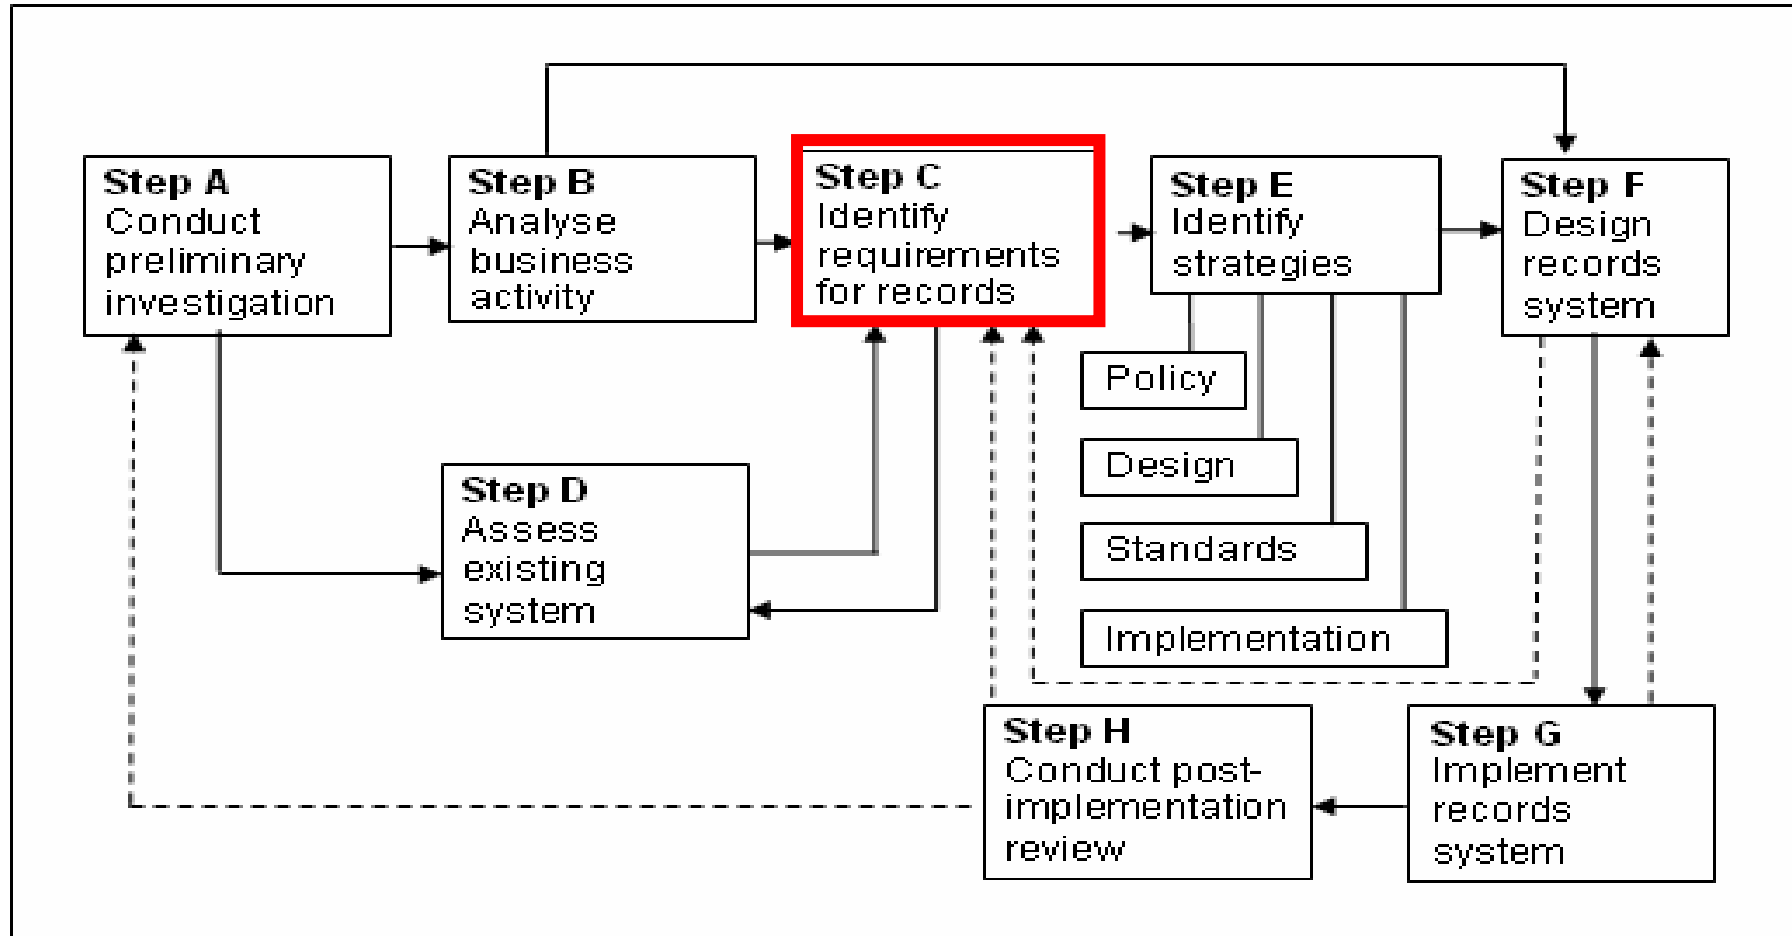 Step A
Conduct
preliminary
investigation
Step B
Analyse
business
activity
Step C
Identify
requirements
for records
Step E
Identify
strategies
Step F
Design
records
system
Policy
Design
Standards
Implementation
Step D
Assess
existing
system
Step H
Conduct post-
implementation
review
Step G
Implement
records
system